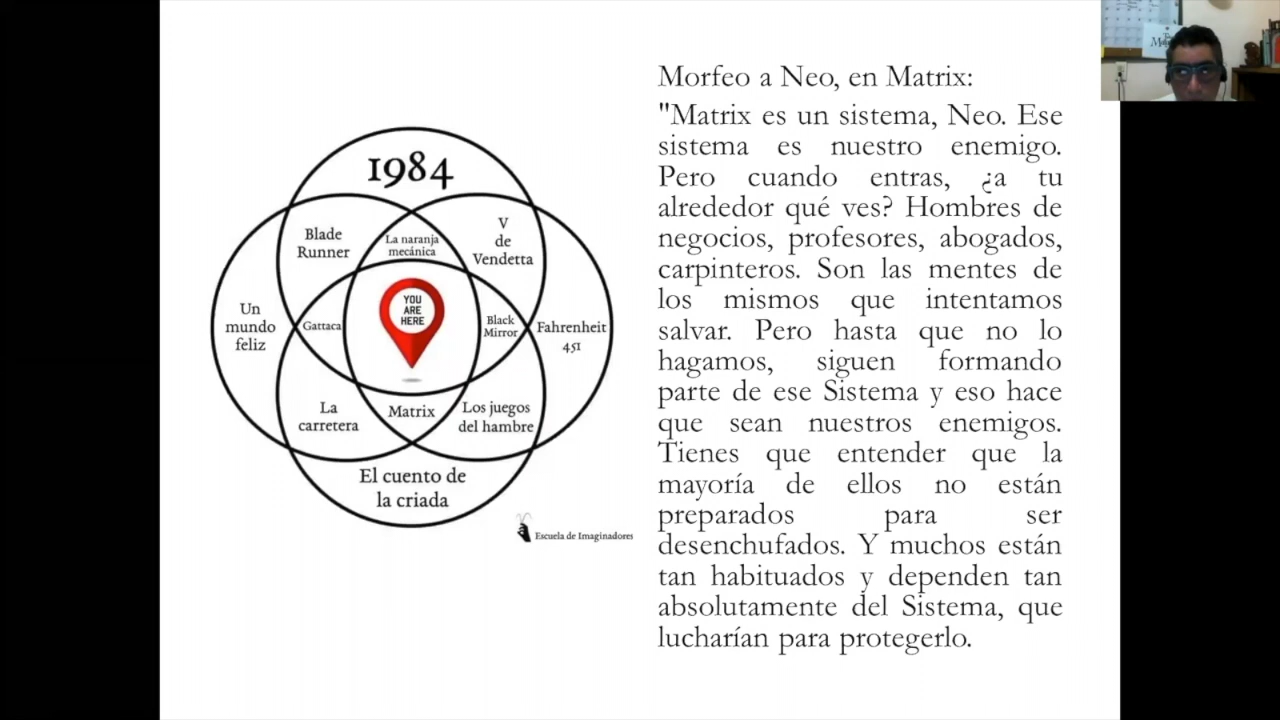 1984
Blade
Runner
La naranja
mecánica
V
de
Vendetta
Un
mundo
feliz
Gattaca
YOU
ARE
HERE
Black
Mirror
Fahrenheit
451
La
carretera
Matrix
Los juegos
del hambre
El cuento de
la criada
Escuela de Imaginadores
Morfeo a Neo, en Matrix:
"Matrix es un sistema, Neo. Ese
sistema es nuestro enemigo.
Pero cuando entras, ¿a tu
alrededor qué ves? Hombres de
negocios, profesores, abogados,
carpinteros. Son las mentes de
los mismos que intentamos
salvar. Pero hasta que no lo
hagamos, siguen formando
parte de ese Sistema y eso hace
que sean nuestros enemigos.
Tienes que entender que la
mayoría de ellos no están
preparados para ser
desenchufados. Y muchos están
tan habituados y dependen tan
absolutamente del Sistema, que
lucharían para protegerlo.